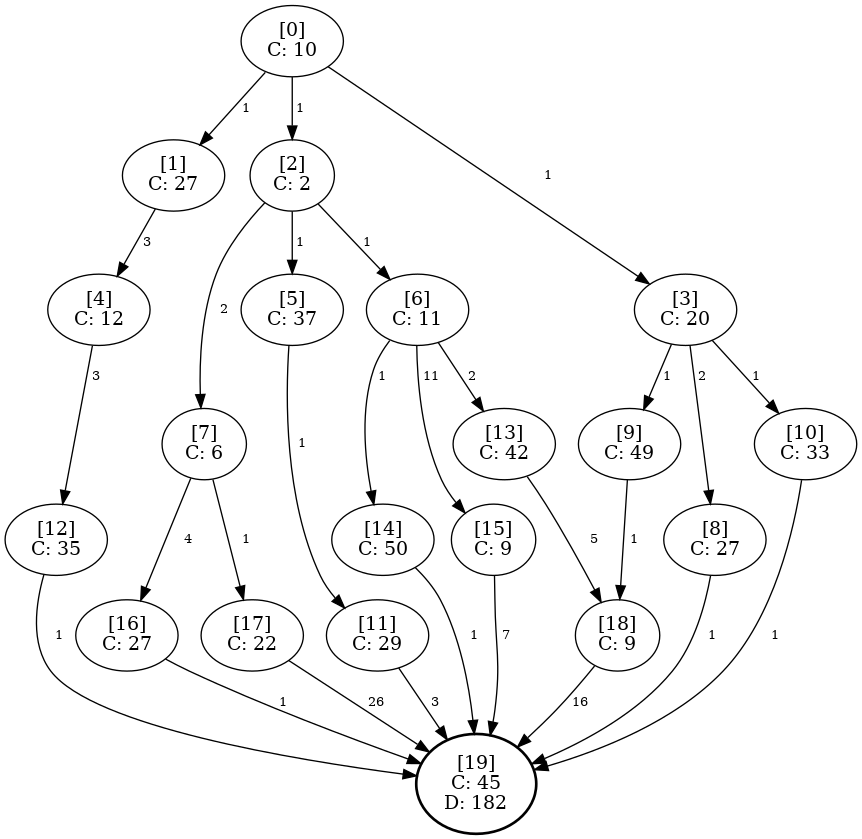 [0]
C: 10
1
1
1
[1]
C: 27
[2]
C: 2
3
1
1
2
[4]
C: 12
[5]
C: 37
[6]
C: 11
[3]
C: 20
3
1
11
2
1
2
1
[7]
C: 6
1
[13]
C: 42
[9]
C: 49
[10]
C: 33
4
1
5
1
[12]
C: 35
[14]
C: 50
[15]
C: 9
[8]
C: 27
[16]
C: 27
[17]
C: 22
[11]
C: 29
[18]
C: 9
1
1
7
1
1
1
26
3
16
[19]
C: 45
D: 182